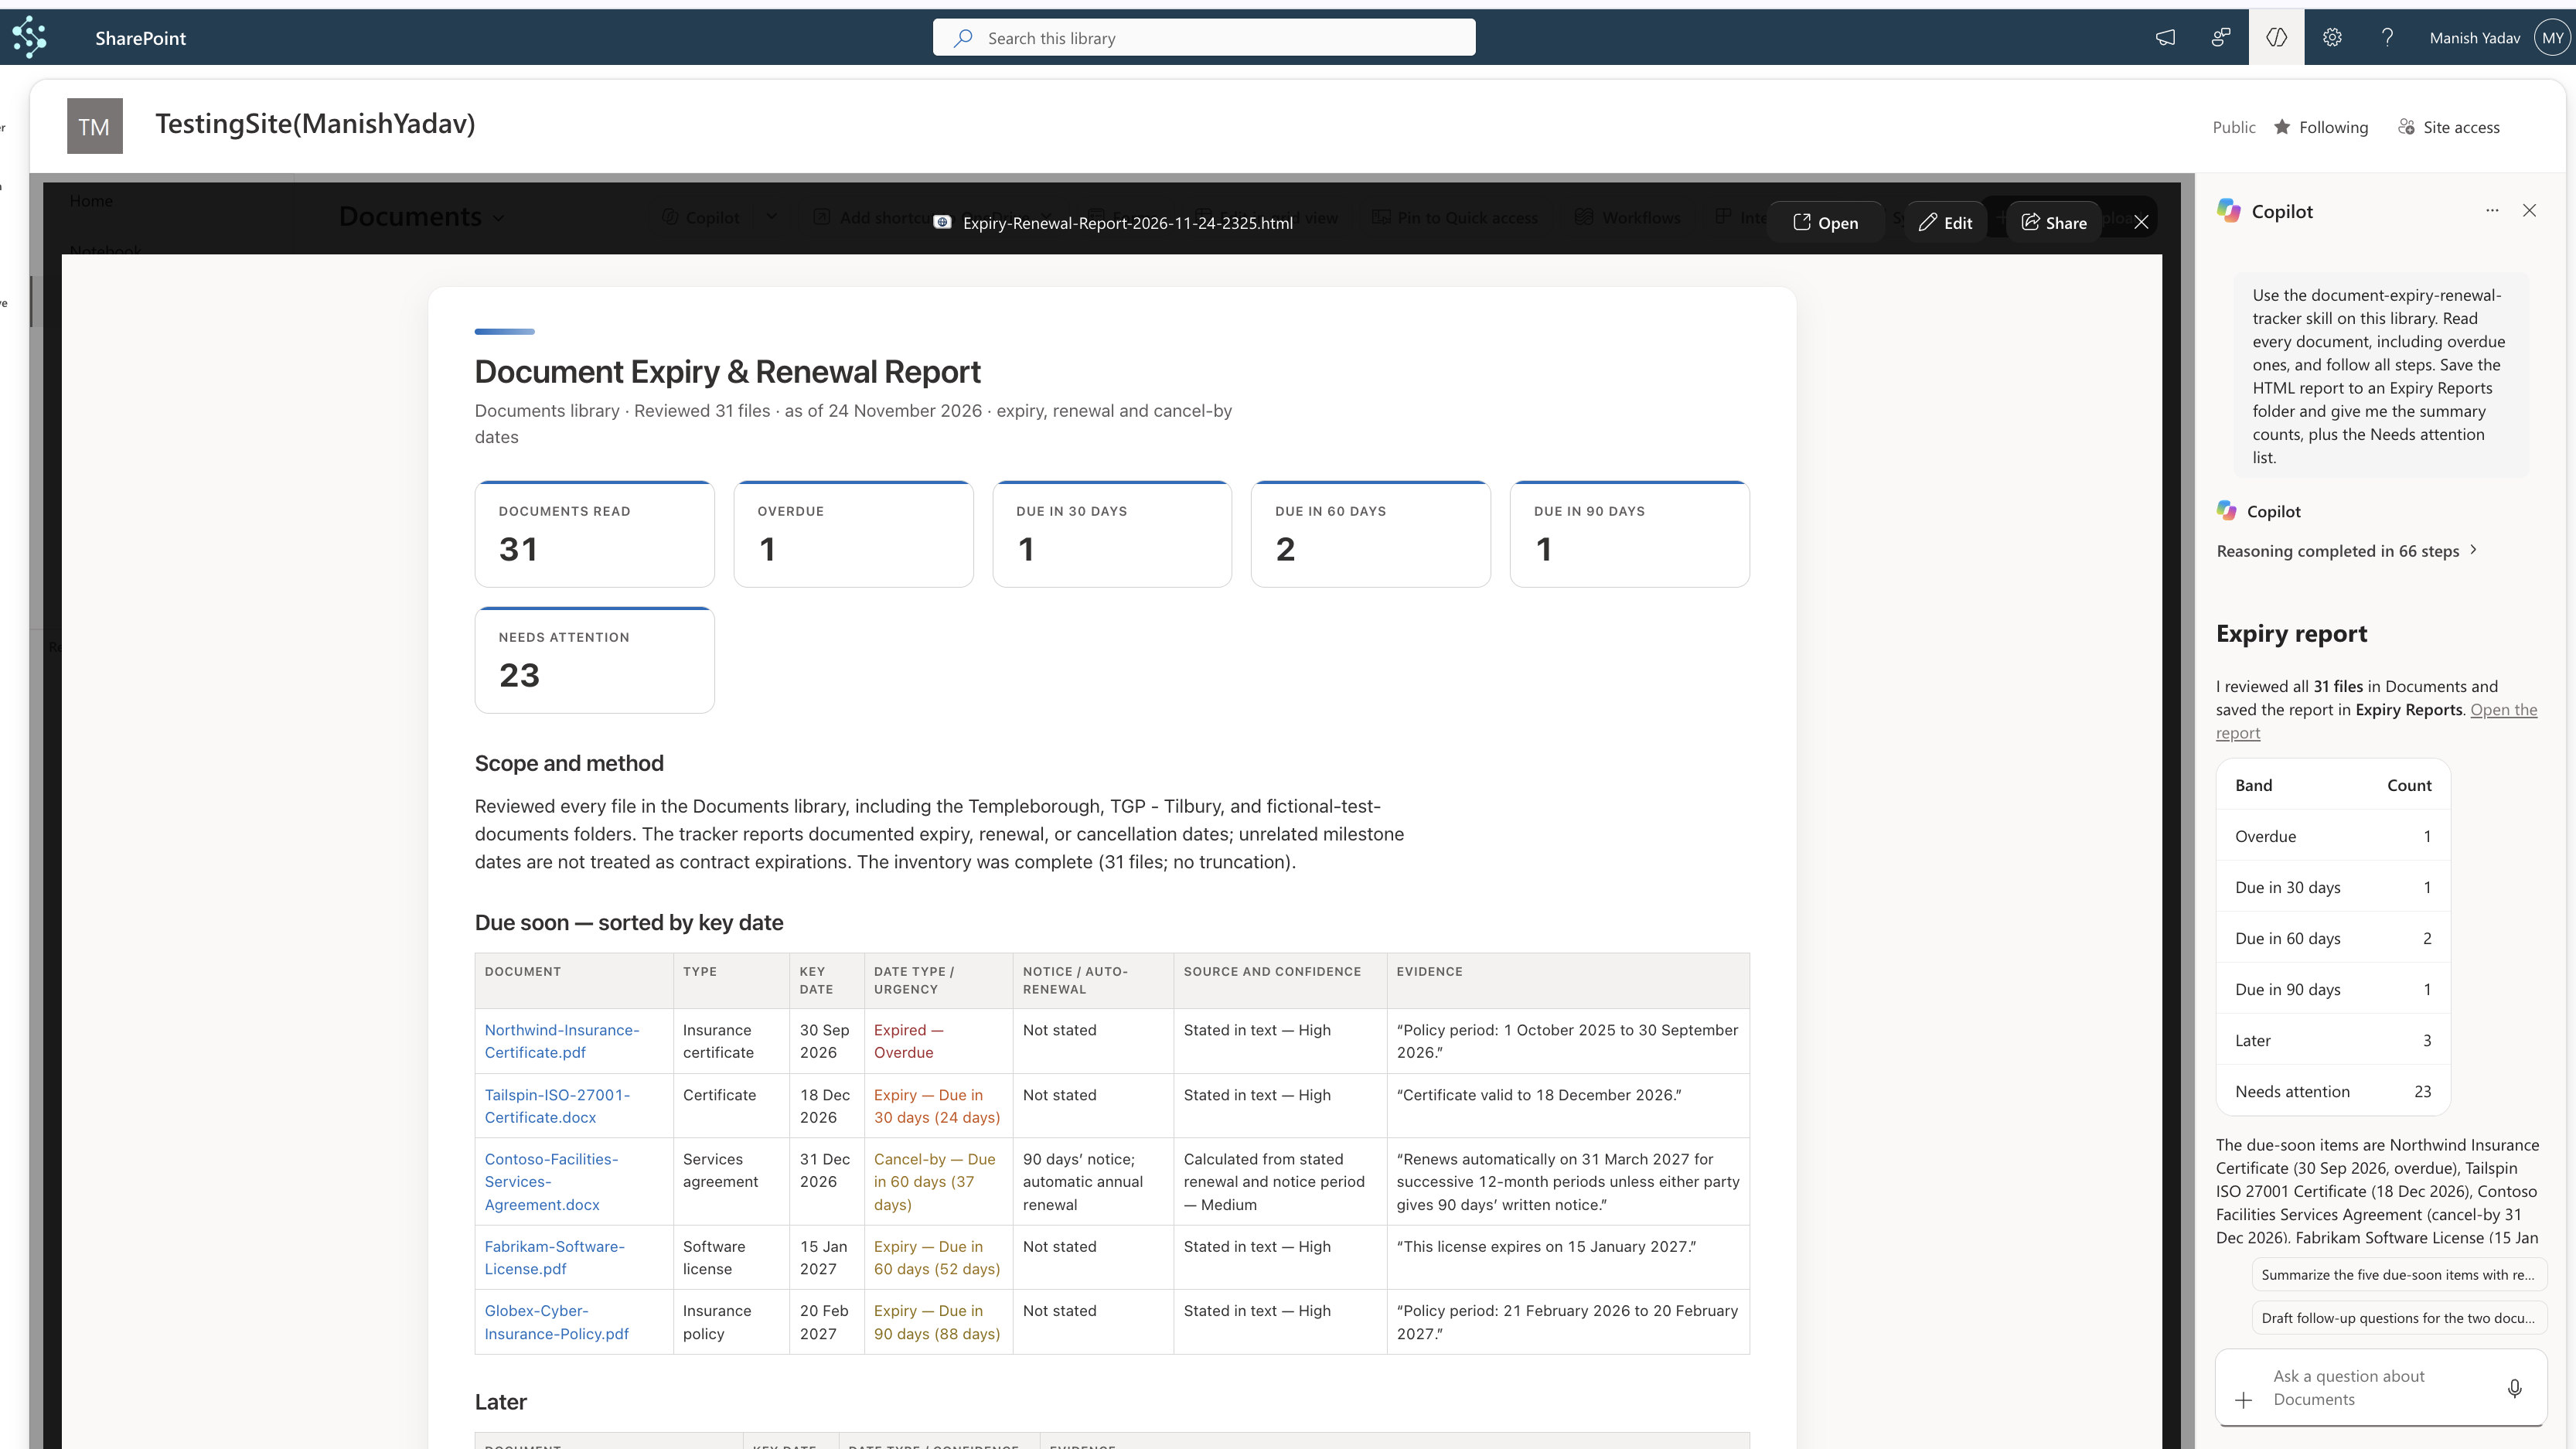 SharePoint
Search this library
Manish Yadav
MY
TM
TestingSite(ManishYadav)
Public
Following
Site access
Home
Notebook
Documents
Copilot
Pin to Quick access
Workflows
Expiry-Renewal-Report-2026-11-24-2325.html
Open
Edit
Share
Document Expiry & Renewal Report
Documents library · Reviewed 31 files · as of 24 November 2026 · expiry, renewal and cancel-by
dates
DOCUMENTS READ
31
OVERDUE
1
DUE IN 30 DAYS
1
DUE IN 60 DAYS
2
DUE IN 90 DAYS
1
NEEDS ATTENTION
23
Scope and method
Reviewed every file in the Documents library, including the Templeborough, TGP - Tilbury, and fictional-test-
documents folders. The tracker reports documented expiry, renewal, or cancellation dates; unrelated milestone
dates are not treated as contract expirations. The inventory was complete (31 files; no truncation).
Due soon — sorted by key date
DOCUMENT
TYPE
KEY
DATE
DATE TYPE /
URGENCY
NOTICE / AUTO-
RENEWAL
SOURCE AND CONFIDENCE
EVIDENCE
Northwind-Insurance-
Certificate.pdf
Insurance
certificate
30 Sep
2026
Expired —
Overdue
Not stated
Stated in text — High
“Policy period: 1 October 2025 to 30 September
2026.”
Tailspin-ISO-27001-
Certificate.docx
Certificate
18 Dec
2026
Expiry — Due in
30 days (24 days)
Not stated
Stated in text — High
“Certificate valid to 18 December 2026.”
Contoso-Facilities-
Services-
Agreement.docx
Services
agreement
31 Dec
2026
Cancel-by — Due
in 60 days (37
days)
90 days’ notice;
automatic annual
renewal
Calculated from stated
renewal and notice period
— Medium
“Renews automatically on 31 March 2027 for
successive 12-month periods unless either party
gives 90 days’ written notice.”
Fabrikam-Software-
License.pdf
Software
license
15 Jan
2027
Expiry — Due in
60 days (52 days)
Not stated
Stated in text — High
“This license expires on 15 January 2027.”
Globex-Cyber-
Insurance-Policy.pdf
Insurance
policy
20 Feb
2027
Expiry — Due in
90 days (88 days)
Not stated
Stated in text — High
“Policy period: 21 February 2026 to 20 February
2027.”
Later
Copilot
Use the document-expiry-renewal-
tracker skill on this library. Read
every document, including overdue
ones, and follow all steps. Save the
HTML report to an Expiry Reports
folder and give me the summary
counts, plus the Needs attention
list.
Copilot
Reasoning completed in 66 steps
Expiry report
I reviewed all 31 files in Documents and
saved the report in Expiry Reports. Open the
report
Band Count
Overdue 1
Due in 30 days 1
Due in 60 days 2
Due in 90 days 1
Later 3
Needs attention 23
The due-soon items are Northwind Insurance
Certificate (30 Sep 2026, overdue), Tailspin
ISO 27001 Certificate (18 Dec 2026), Contoso
Facilities Services Agreement (cancel-by 31
Dec 2026), Fabrikam Software License (15 Jan
Summarize the five due-soon items with re...
Draft follow-up questions for the two docu...
Ask a question about
Documents